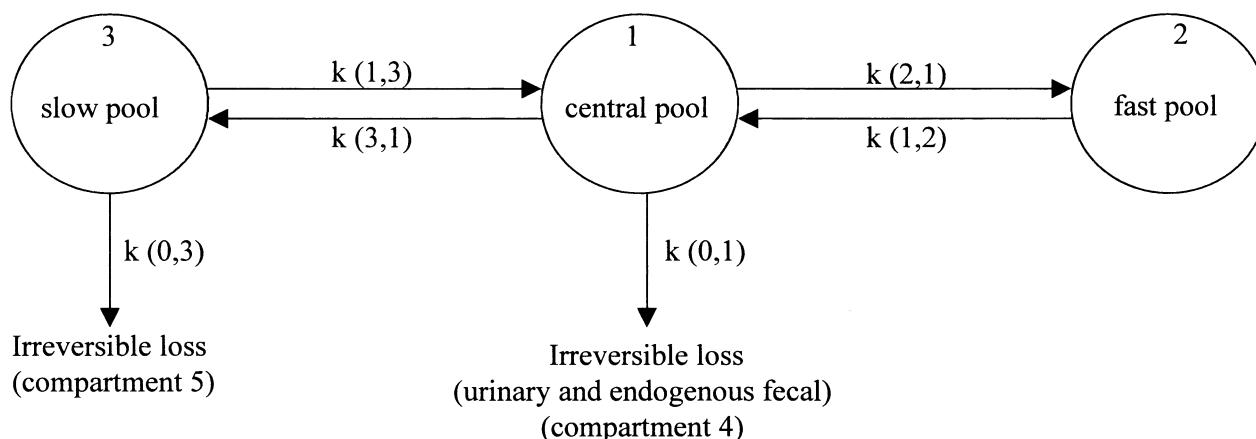 3
1
2
k (1,3)
k (2,1)
slow pool
central pool
fast pool
k (3,1)
k (1,2)
k (0,3)
k (0,1)
Irreversible loss
(compartment 5)
Irreversible loss
(urinary and endogenous fecal)
(compartment 4)